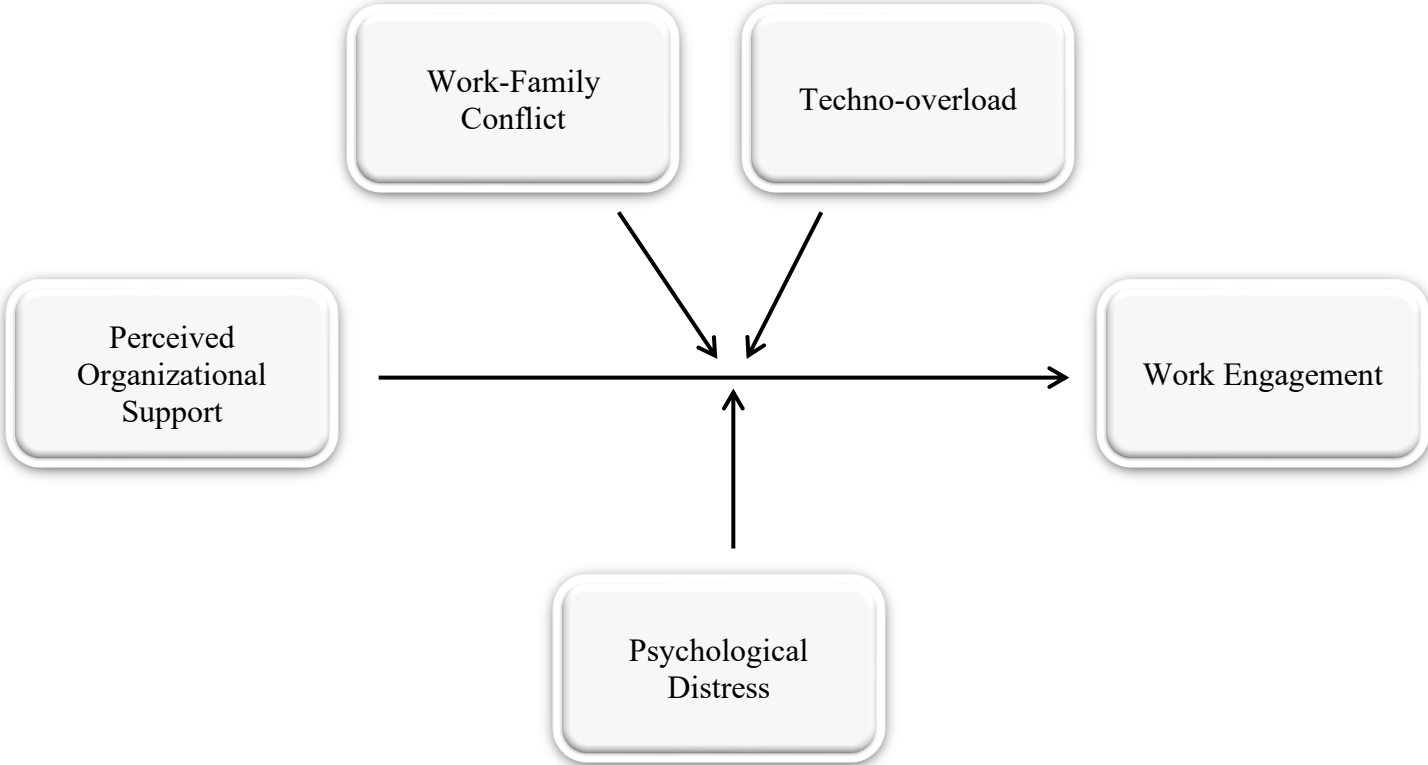 Work-Family
Conflict
Techno-overload
Perceived
Organizational
Support
Work Engagement
Psychological
Distress